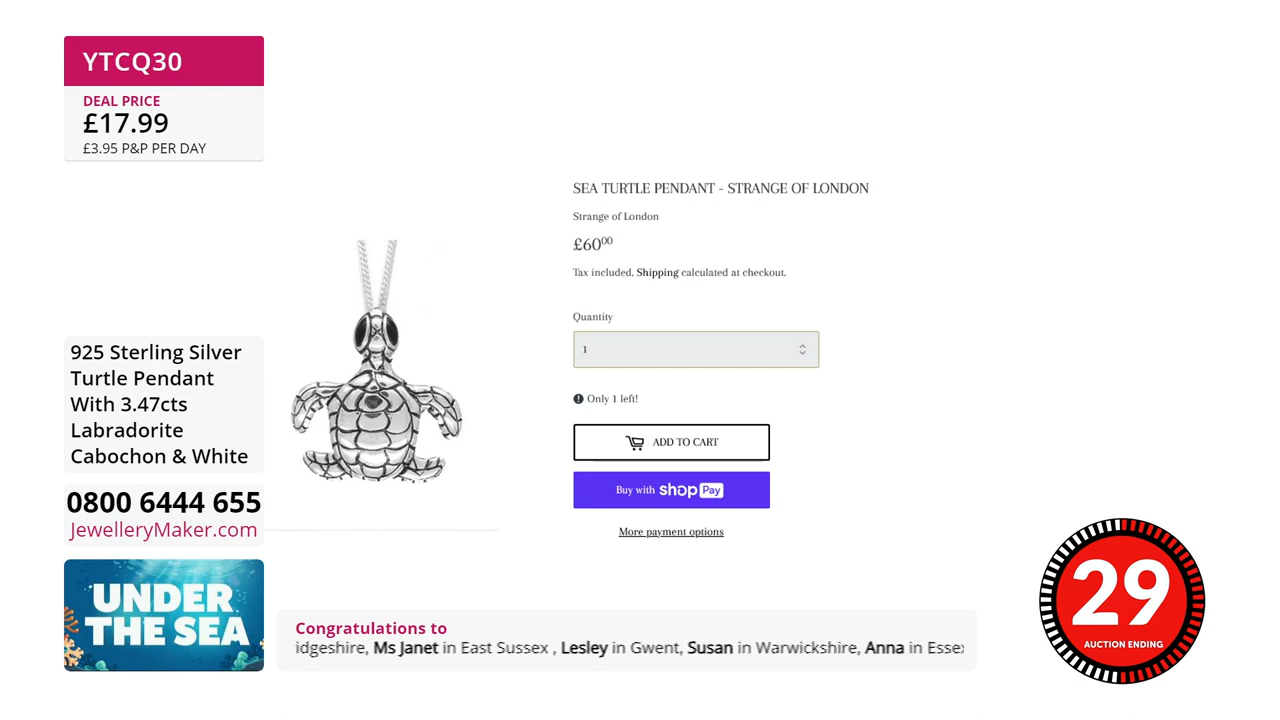 YTCQ30
DEAL PRICE
£17.99
£3.95 P&P PER DAY
SEA TURTLE PENDANT - STRANGE OF LONDON
Strange of London
£60⁰⁰
Tax included. Shipping calculated at checkout.
Quantity
1
Only 1 left!
ADD TO CART
Buy with shop Pay
More payment options
925 Sterling Silver
Turtle Pendant
With 3.47cts
Labradorite
Cabochon & White
0800 6444 655
JewelleryMaker.com
UNDER
THE SEA
Congratulations to
idgeshire, Ms Janet in East Sussex , Lesley in Gwent, Susan in Warwickshire, Anna in Essex
29
AUCTION ENDING